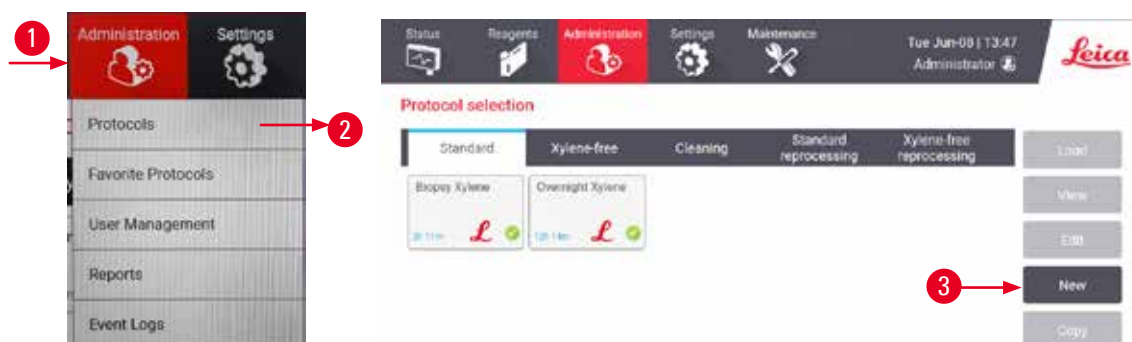 1
Administration
Settings
Protocols
2
Favorite Protocols
User Management
Reports
Event Logs
Status
Reagents
Administration
Settings
Maintenance
Tue Jun-08 | 13:47
Administrator
Leica
Protocol selection
Standard
Xylene-free
Cleaning
Standard
reprocessing
Xylene-free
reprocessing
Biopsy Xylene
L
Overnight Xylene
L
Load
View
Edit
3
New
Copy